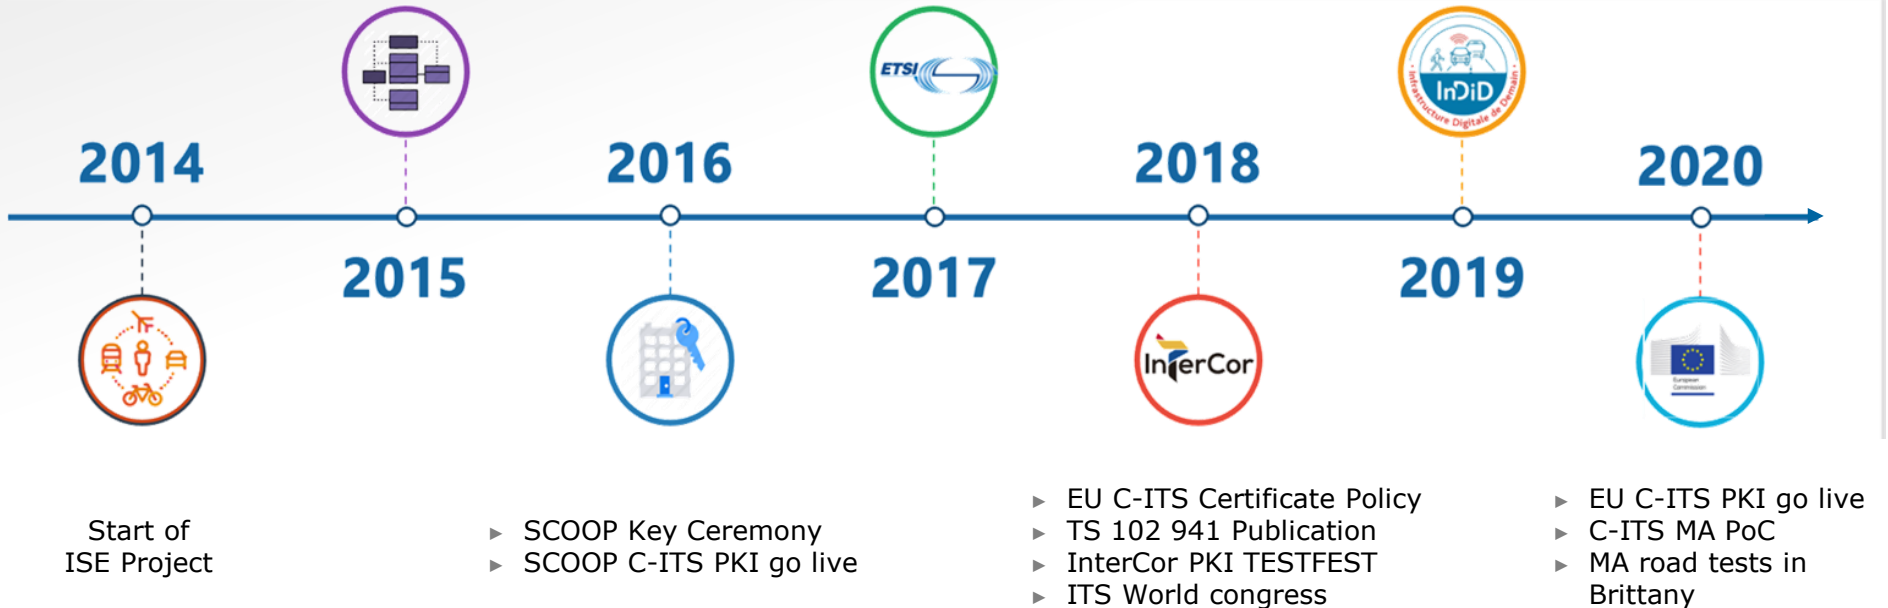 ETSI
InDiD
Infrastructure Digitale de Demain
2014
2016
2018
2020
2015
2017
2019
InterCor
European
Commission
Start of
ISE Project
► SCOOP Key Ceremony
► SCOOP C-ITS PKI go live
► EU C-ITS Certificate Policy
► TS 102 941 Publication
► InterCor PKI TESTFEST
► ITS World congress
► EU C-ITS PKI go live
► C-ITS MA PoC
► MA road tests in
Brittany